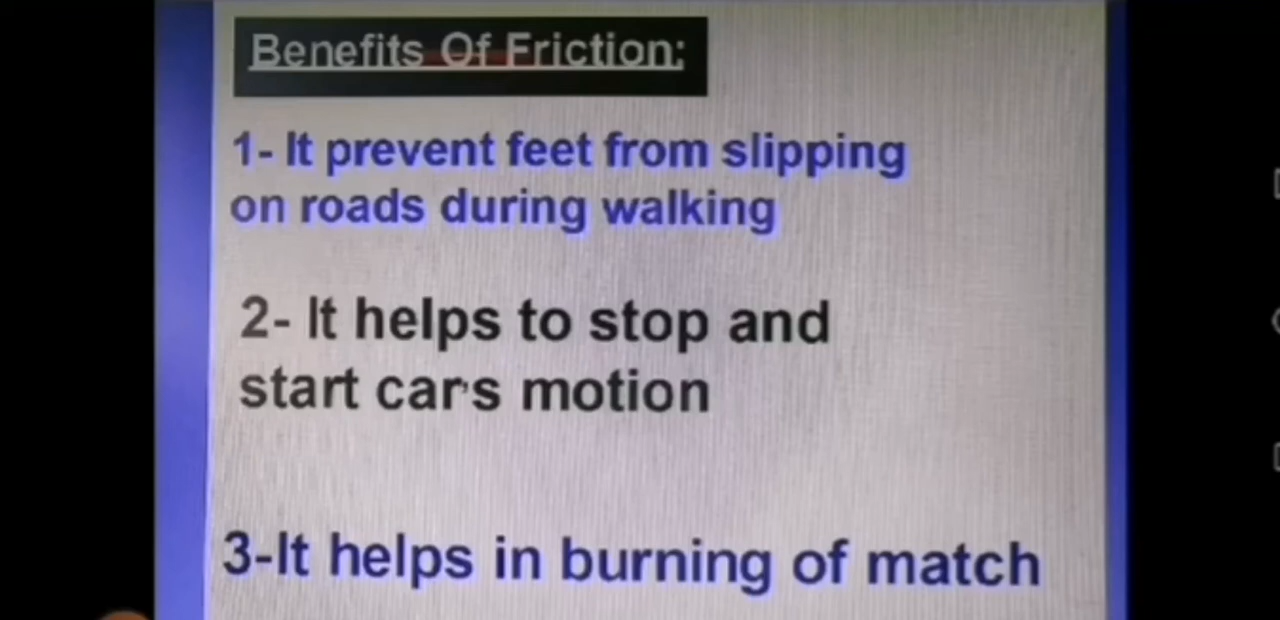 Benefits Of Friction:
1- It prevent feet from slipping
on roads during walking
2- It helps to stop and
start car's motion
3-It helps in burning of match